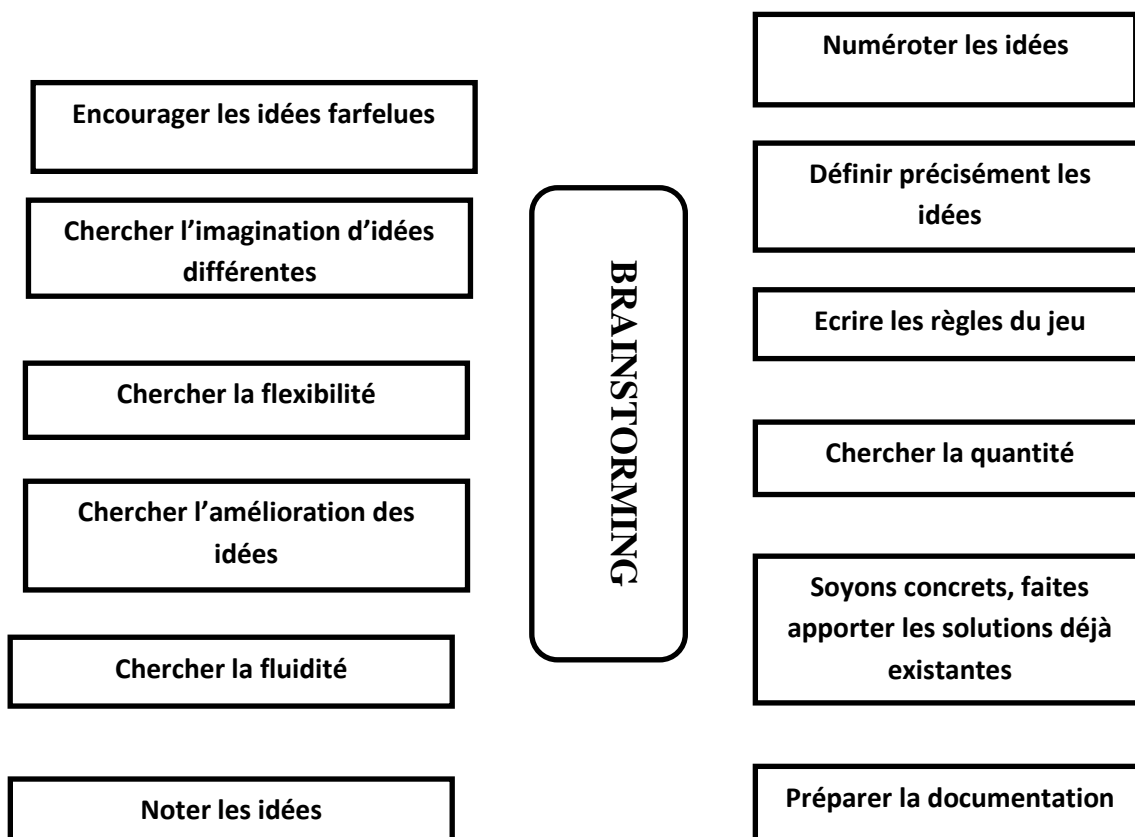 Encourager les idées farfelues
Chercher l’imagination d’idées
différentes
Chercher la flexibilité
Chercher l’amélioration des
idées
Chercher la fluidité
Noter les idées
BRAINSTORMING
Numéroter les idées
Définir précisément les
idées
Ecrire les règles du jeu
Chercher la quantité
Soyons concrets, faites
apporter les solutions déjà
existantes
Préparer la documentation